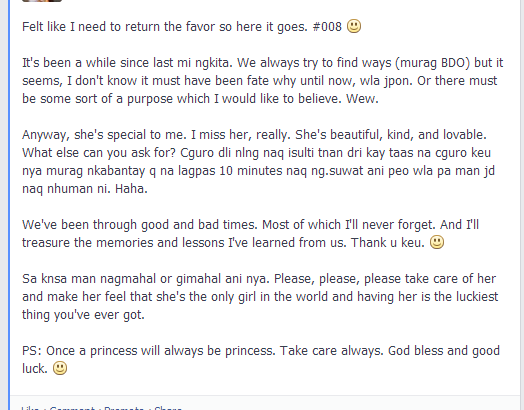 Felt like I need to return the favor so here it goes. #008
It's been a while since last mi ngkita. We always try to find ways (murag BDO) but it
seems, I don't know it must have been fate why until now, wla jpon. Or there must
be some sort of a purpose which I would like to believe. Wew.
Anyway, she's special to me. I miss her, really. She's beautiful, kind, and lovable.
What else can you ask for? Cguro dli nlng naq isulti tnan dri kay taas na cguro keu
nya murag nkabantay q na lagpas 10 minutes naq ng.suwat ani peo wla pa man jd
naq nhuman ni. Haha.
We've been through good and bad times. Most of which I'll never forget. And I'll
treasure the memories and lessons I've learned from us. Thank u keu.
Sa knsa man nagmahal or gimahal ani nya. Please, please, please take care of her
and make her feel that she's the only girl in the world and having her is the luckiest
thing you've ever got.
PS: Once a princess will always be princess. Take care always. God bless and good
luck.
Like · Comment · Promote · Share